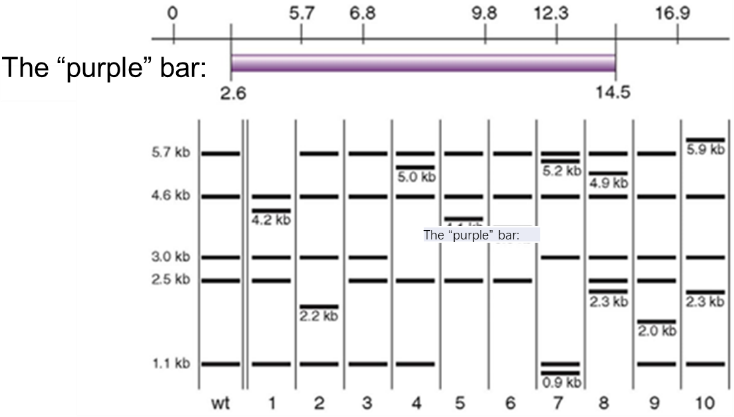 0 5.7 6.8 9.8 12.3 16.9
The “purple” bar:
2.6 14.5
5.7 kb
5.9 kb
5.0 kb
5.2 kb
4.9 kb
4.6 kb
4.2 kb
The “purple” bar:
3.0 kb
2.5 kb
2.2 kb
2.3 kb
2.3 kb
2.0 kb
1.1 kb
0.9 kb
wt 1 2 3 4 5 6 7 8 9 10